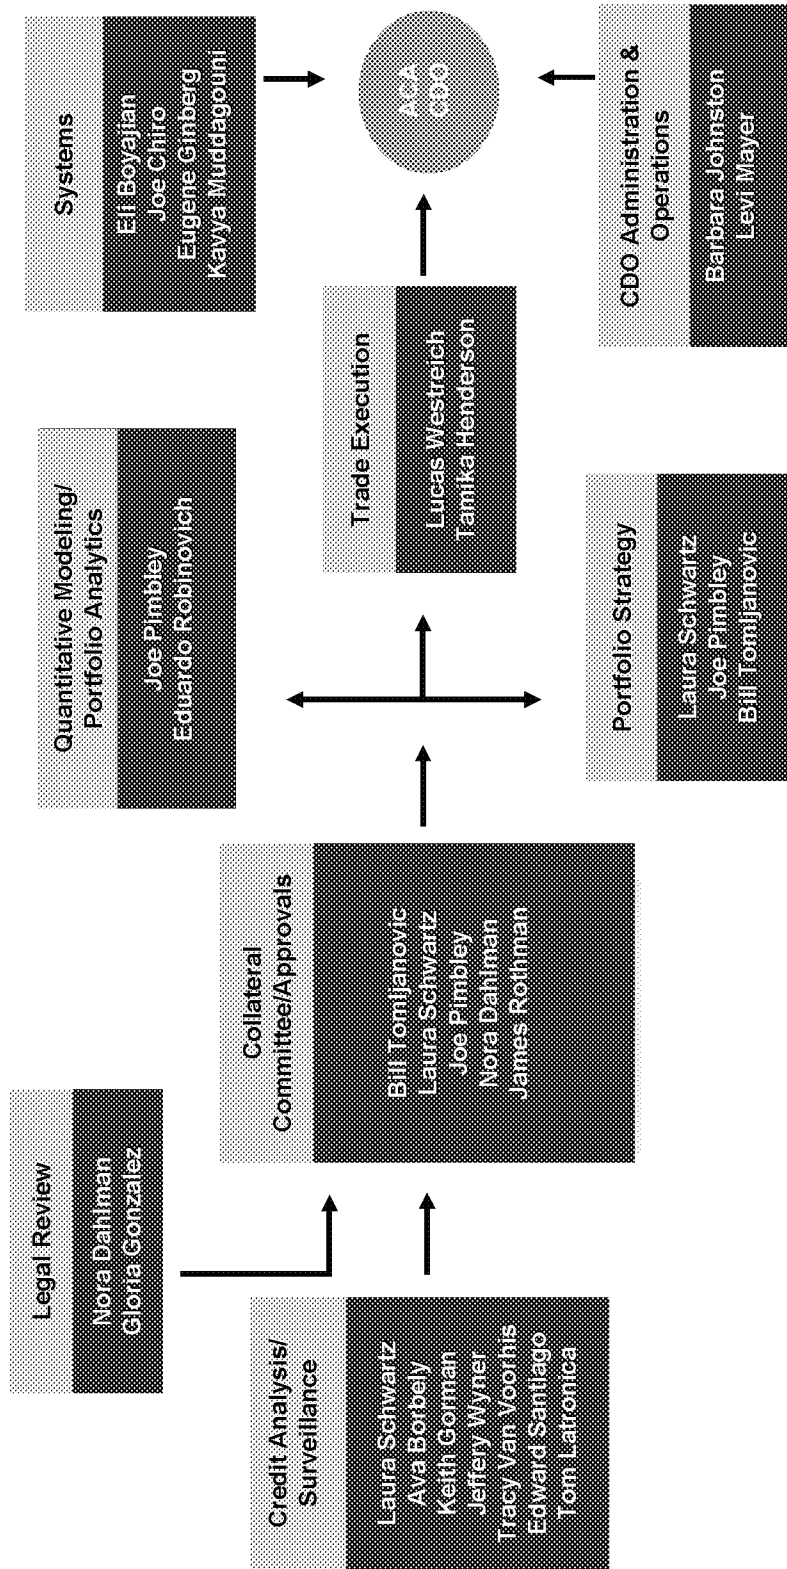 Legal Review
Nora Dahlman
Gloria Gonzalez
Credit Analysis/
Surveillance
Laura Schwartz
Ava Borbely
Keith Gorman
Jeffery Wyner
Tracy Van Voorhis
Edward Santiago
Tom Latronica
Collateral
Committee/Approvals
Bill Tomljanovic
Laura Schwartz
Joe Pimbley
Nora Dahlman
James Rothman
Quantitative Modeling/
Portfolio Analytics
Joe Pimbley
Eduardo Robinovich
Portfolio Strategy
Laura Schwartz
Joe Pimbley
Bill Tomljanovic
Trade Execution
Lucas Westreich
Tamika Henderson
Systems
Eli Boyajian
Joe Chiro
Eugene Ginberg
Kavya Muddagouni
ACA
CDO
CDO Administration &
Operations
Barbara Johnston
Levi Mayer